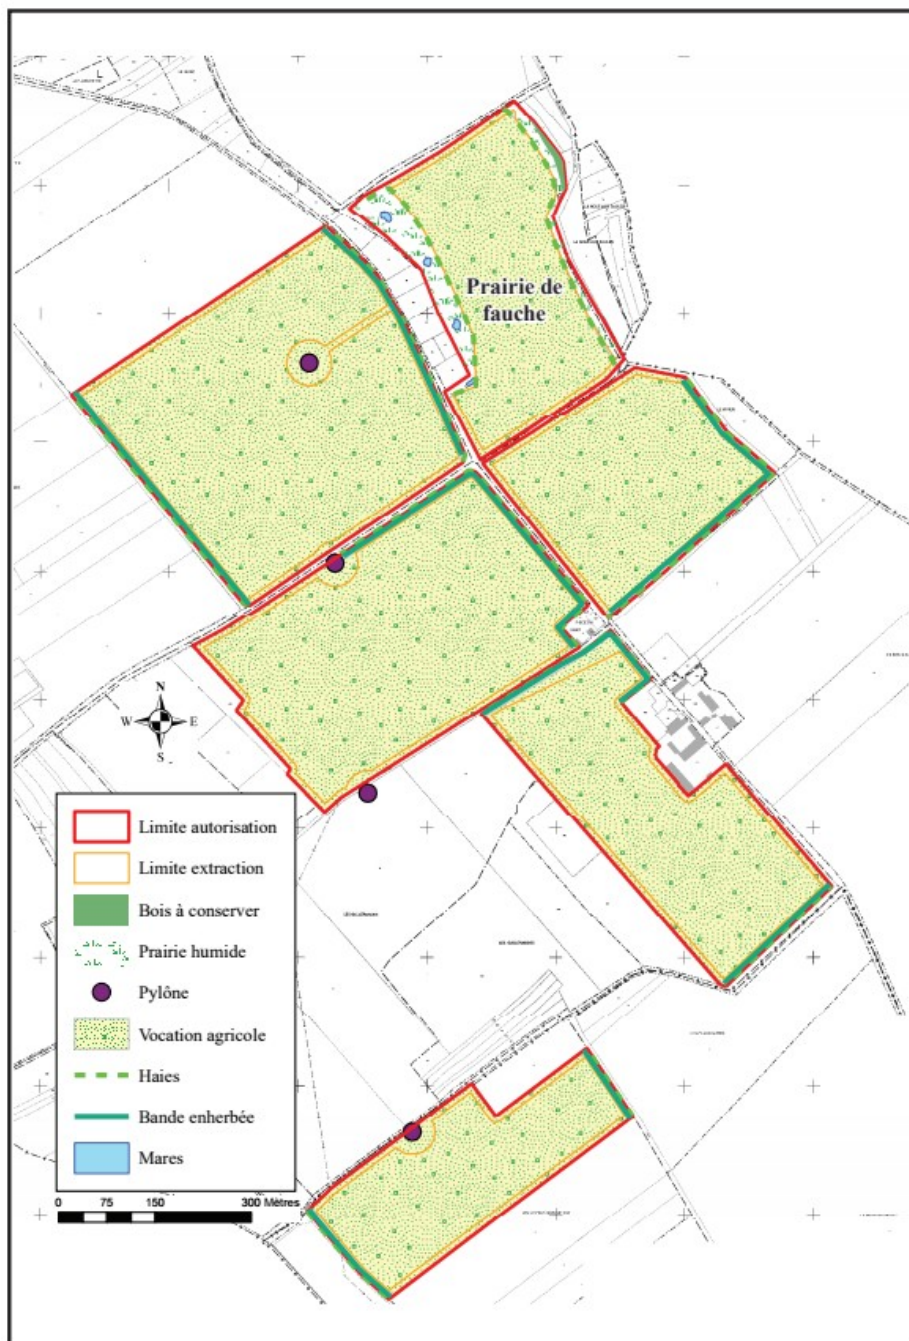 L
Prairie de
fauche
N
W
E
S
Limite autorisation
Limite extraction
Bois à conserver
Prairie humide
Pylône
Vocation agricole
Haies
Bande enherbée
Mares
0 75 150 300 Mètres